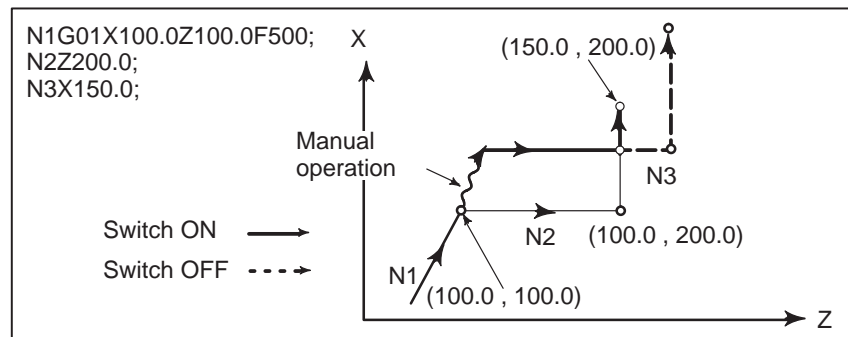 N1G01X100.0Z100.0F500;
N2Z200.0;
N3X150.0;
X
(150.0 , 200.0)
Manual
operation
N3
Switch ON
N2
(100.0 , 200.0)
Switch OFF
N1
(100.0 , 100.0)
Z